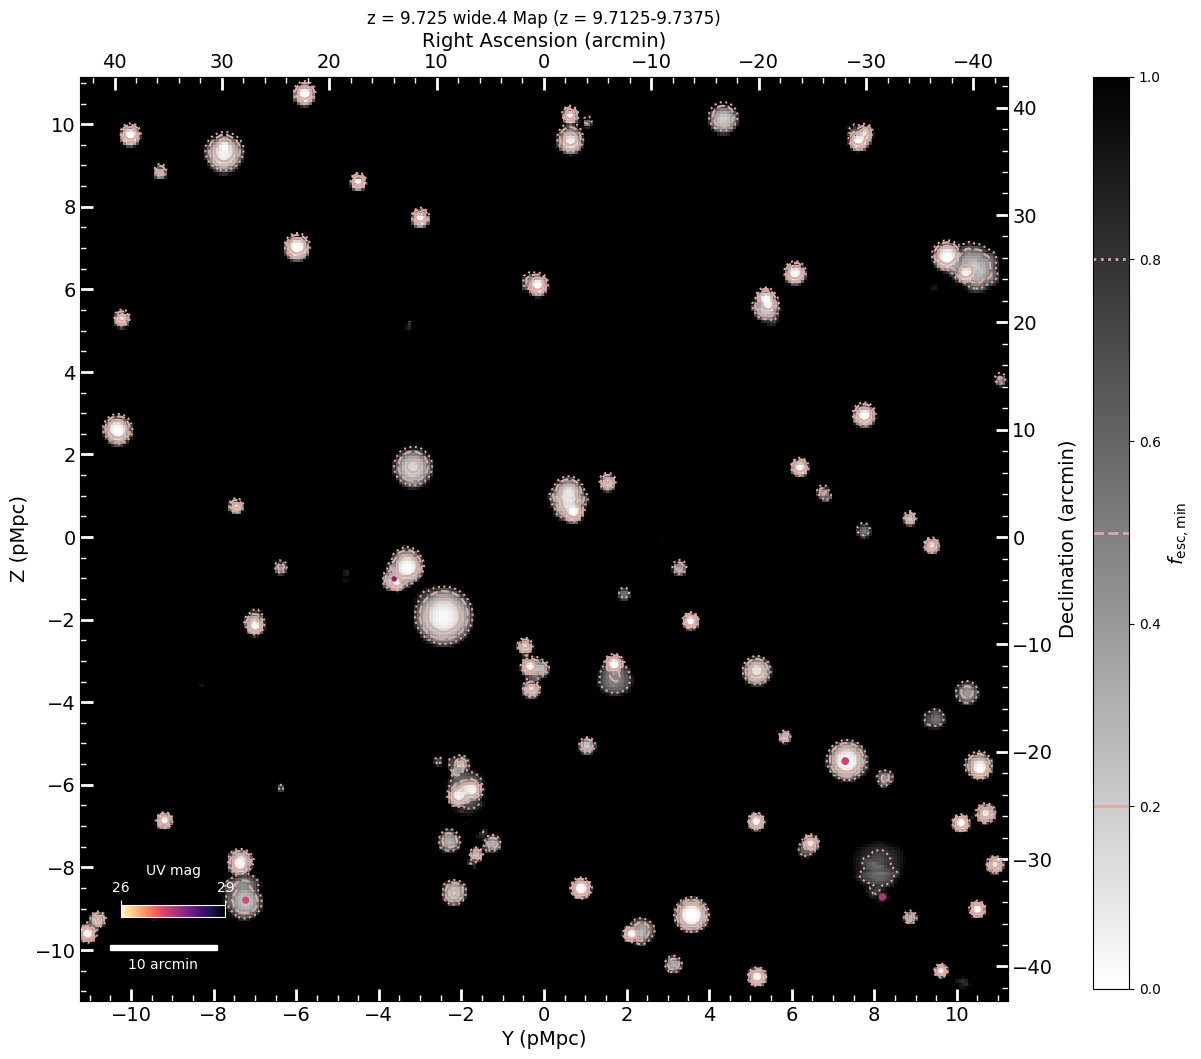 z = 9.725 wide.4 Map (z = 9.7125-9.7375)
Right Ascension (arcmin)
40 30 20 10 0 −10 −20 −30 −40
10
8
6
4
2
0
−2
−4
−6
−8
−10
Z (pMpc)
40
30
20
10
0
−10
−20
−30
−40
Declination (arcmin)
UV mag
26 29
10 arcmin
−10 −8 −6 −4 −2 0 2 4 6 8 10
Y (pMpc)
1.0
0.8
0.6
0.4
0.2
0.0
fesc,min